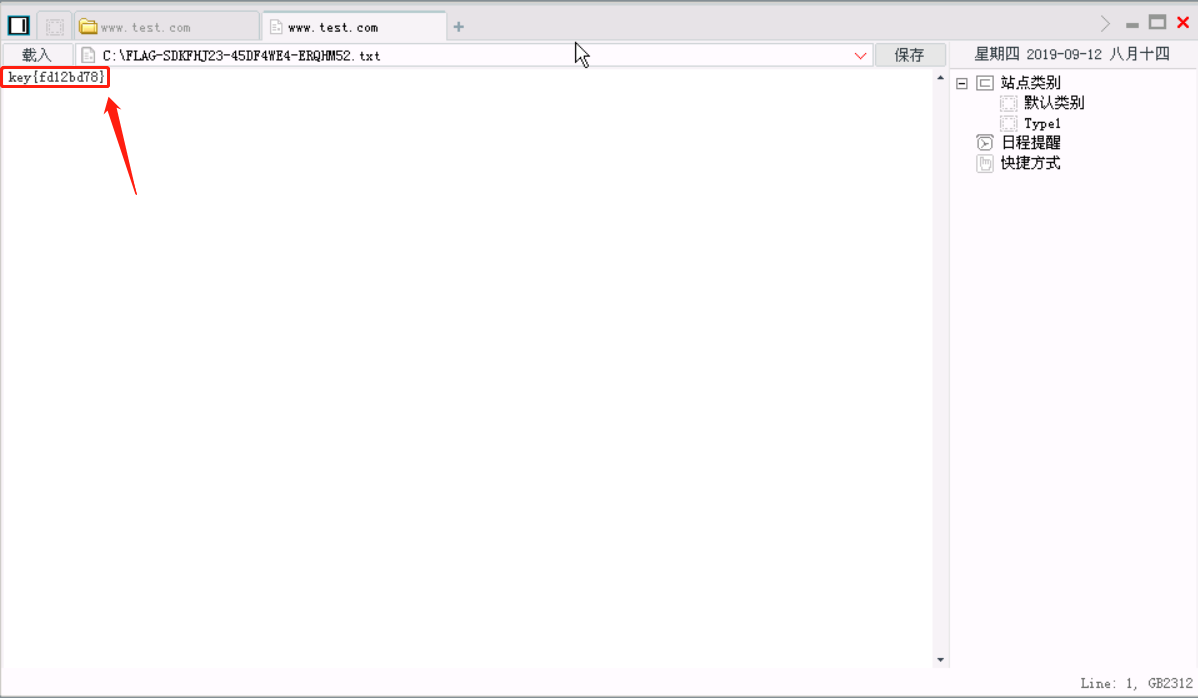 www.test.com
www.test.com
载入
C:\FLAG-SDKFHJ23-45DF4WE4-ERQHM52.txt
保存
星期四 2019-09-12 八月十四
key{fd12bd78}
站点类别
默认类别
Type1
日程提醒
快捷方式
Line: 1, GB2312